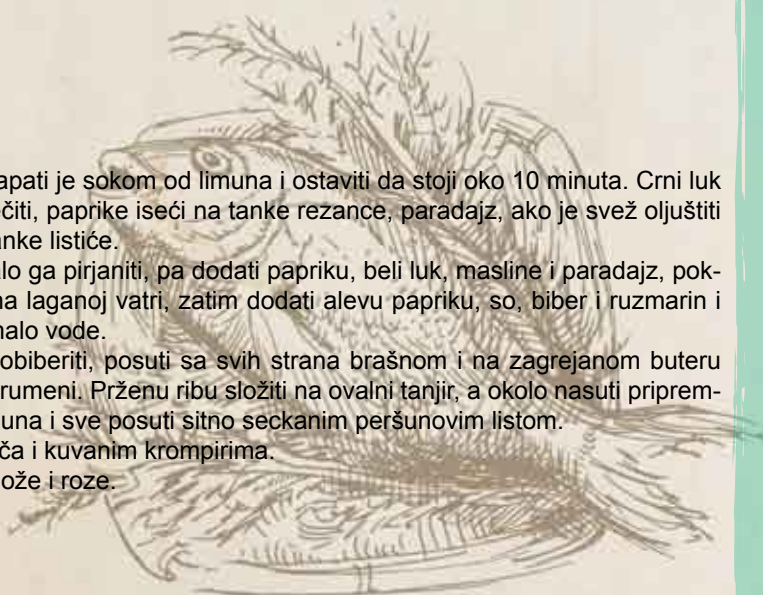 apati je sokom od limuna i ostaviti da stoji oko 10 minuta. Crni luk
čiti, paprike iseći na tanke rezance, paradajz, ako je svež oljuštiti
anke listiće.
alo ga pirjaniti, pa dodati papriku, beli luk, masline i paradajz, pok-
na laganoj vatri, zatim dodati alevu papriku, so, biber i ruzmarin i
nalo vode.
obiberiti, posuti sa svih strana brašnom i na zagrejanom buteru
rumeni. Prženu ribu složiti na ovalni tanjir, a okolo nasuti priprem-
una i sve posuti sitno seckanim peršunovim listom.
ča i kuvanim krompirima.
ože i roze.